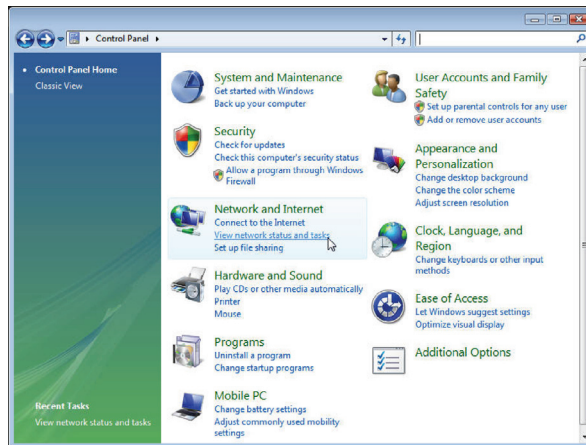 Control Panel
Control Panel Home
Classic View
System and Maintenance
Get started with Windows
Back up your computer
Security
Check for updates
Check this computer's security status
Allow a program through Windows
Firewall
Network and Internet
Connect to the Internet
View network status and tasks
Set up file sharing
Hardware and Sound
Play CDs or other media automatically
Printer
Mouse
Programs
Uninstall a program
Change startup programs
Mobile PC
Change battery settings
Adjust commonly used mobility
settings
User Accounts and Family
Safety
Set up parental controls for any user
Add or remove user accounts
Appearance and
Personalization
Change desktop background
Change the color scheme
Adjust screen resolution
Clock, Language, and
Region
Change keyboards or other input
methods
Ease of Access
Let Windows suggest settings
Optimize visual display
Additional Options
Recent Tasks
View network status and tasks